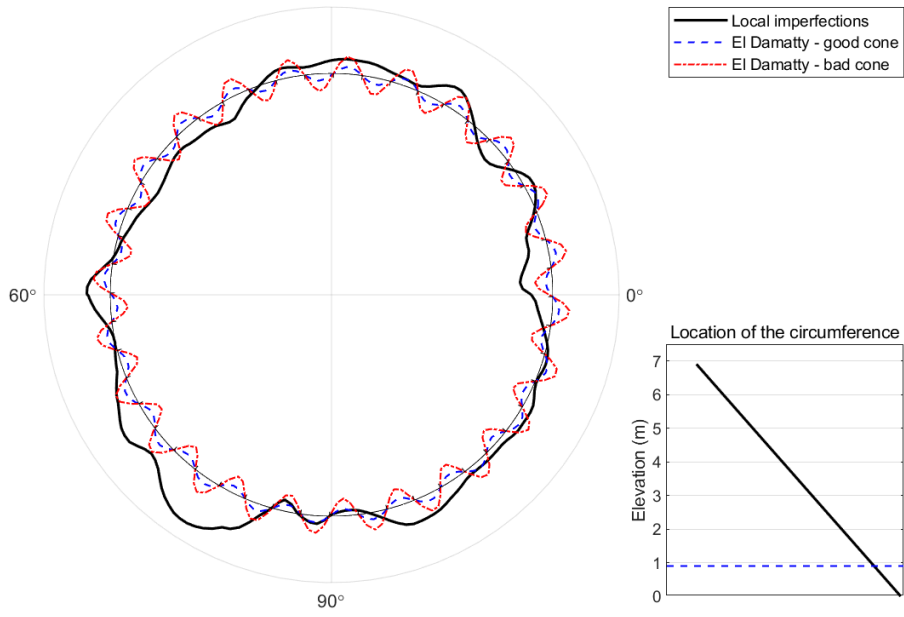 Local imperfections
El Damatty - good cone
El Damatty - bad cone
60°
0°
90°
Location of the circumference
Elevation (m)
7
6
5
4
3
2
1
0